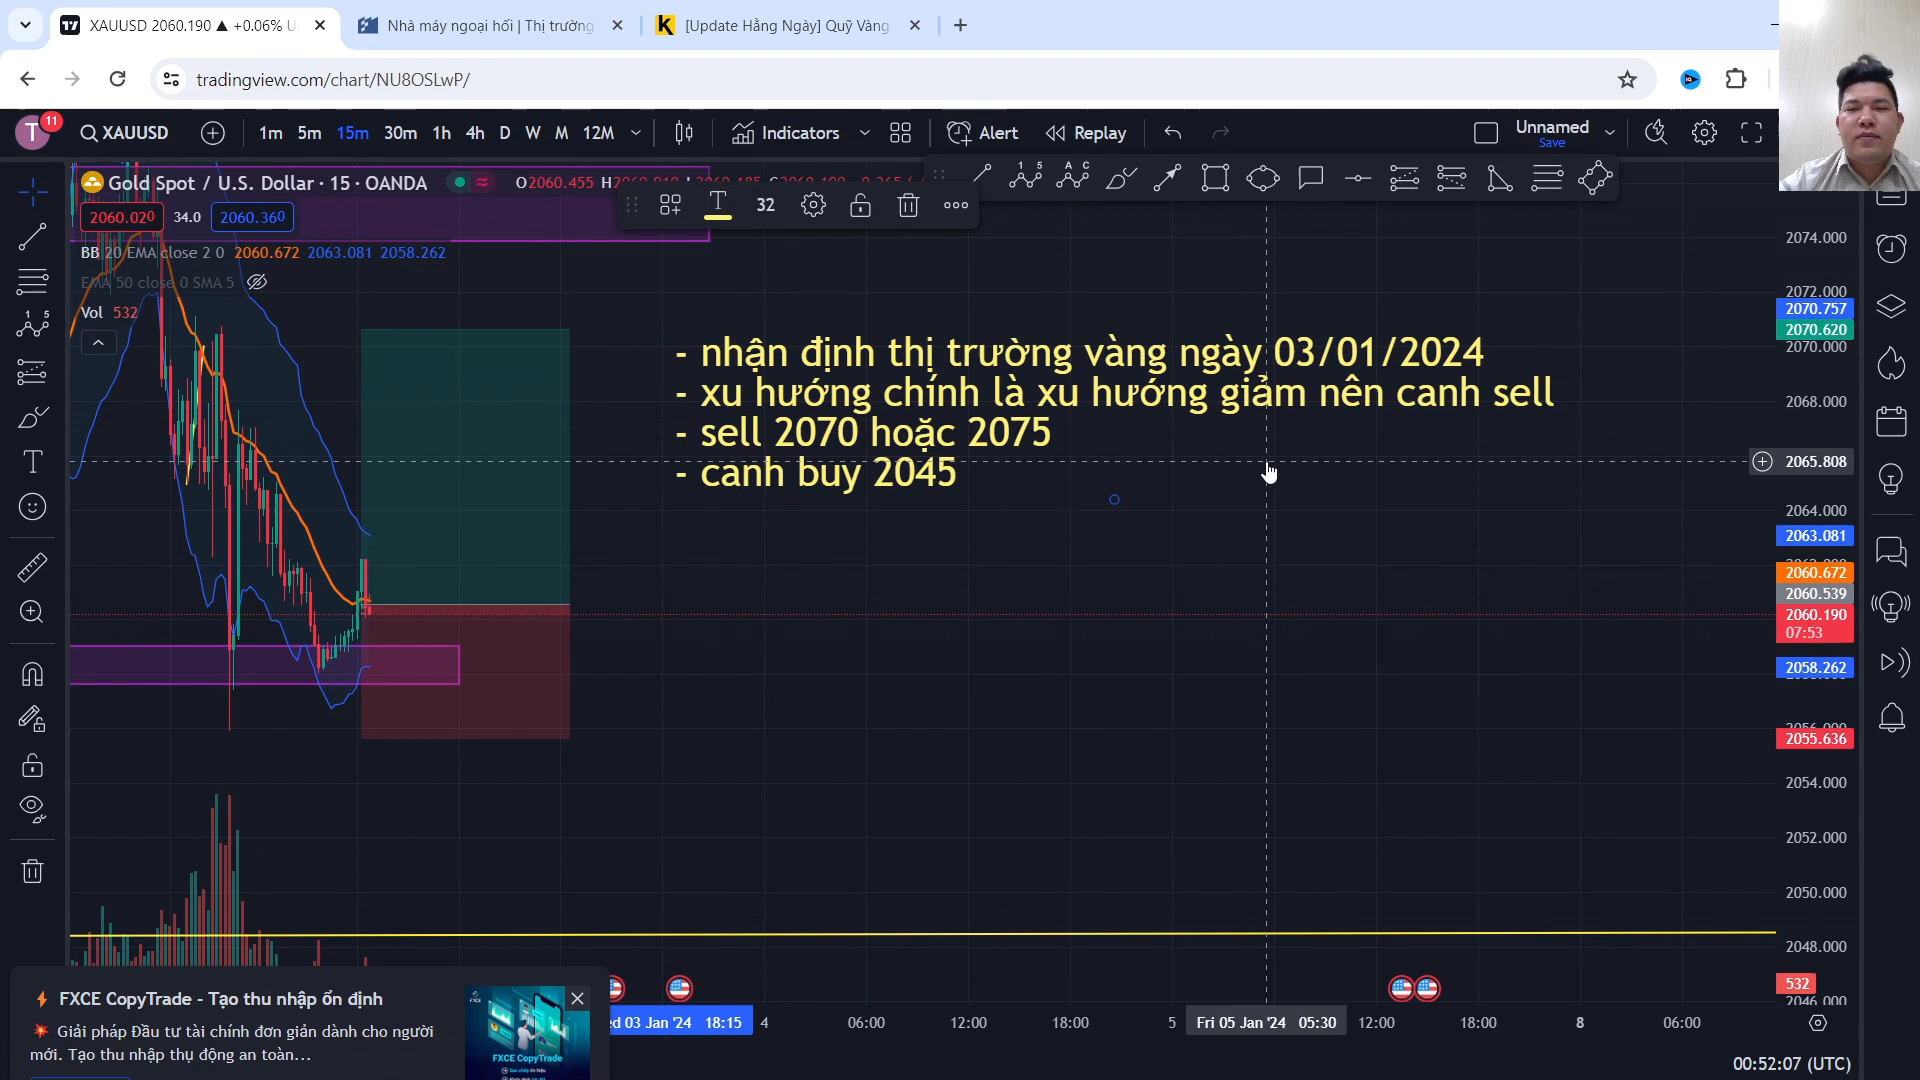 XAUUSD 2060.190 ▲ +0.06%
Nhà máy ngoại hối | Thị trường
[Update Hằng Ngày] Quỹ Vàng
tradingview.com/chart/NU8OSLwP/
T
11
XAUUSD
1m 5m 15m 30m 1h 4h D W M 12M
Indicators
Alert
Replay
Unnamed
Save
Gold Spot / U.S. Dollar · 15 · OANDA
O2060.455
2060.020 34.0 2060.360
32
BB 20 EMA close 2 0 2060.672 2063.081 2058.262
EMA 50 close 0 SMA 5
Vol 532
- nhận định thị trường vàng ngày 03/01/2024
- xu hướng chính là xu hướng giảm nên canh sell
- sell 2070 hoặc 2075
- canh buy 2045
2074.000
2072.000
2070.757
2070.620
2070.000
2068.000
2065.808
2064.000
2063.081
2060.672
2060.539
2060.190
07:53
2058.262
2056.000
2055.636
2054.000
2052.000
2050.000
2048.000
532
2046.000
ed 03 Jan '24 18:15 4 06:00 12:00 18:00 5 Fri 05 Jan '24 05:30 12:00 18:00 8 06:00
00:52:07 (UTC)
FXCE CopyTrade - Tạo thu nhập ổn định
Giải pháp Đầu tư tài chính đơn giản dành cho người
mới. Tạo thu nhập thụ động an toàn...
FXCE CopyTrade